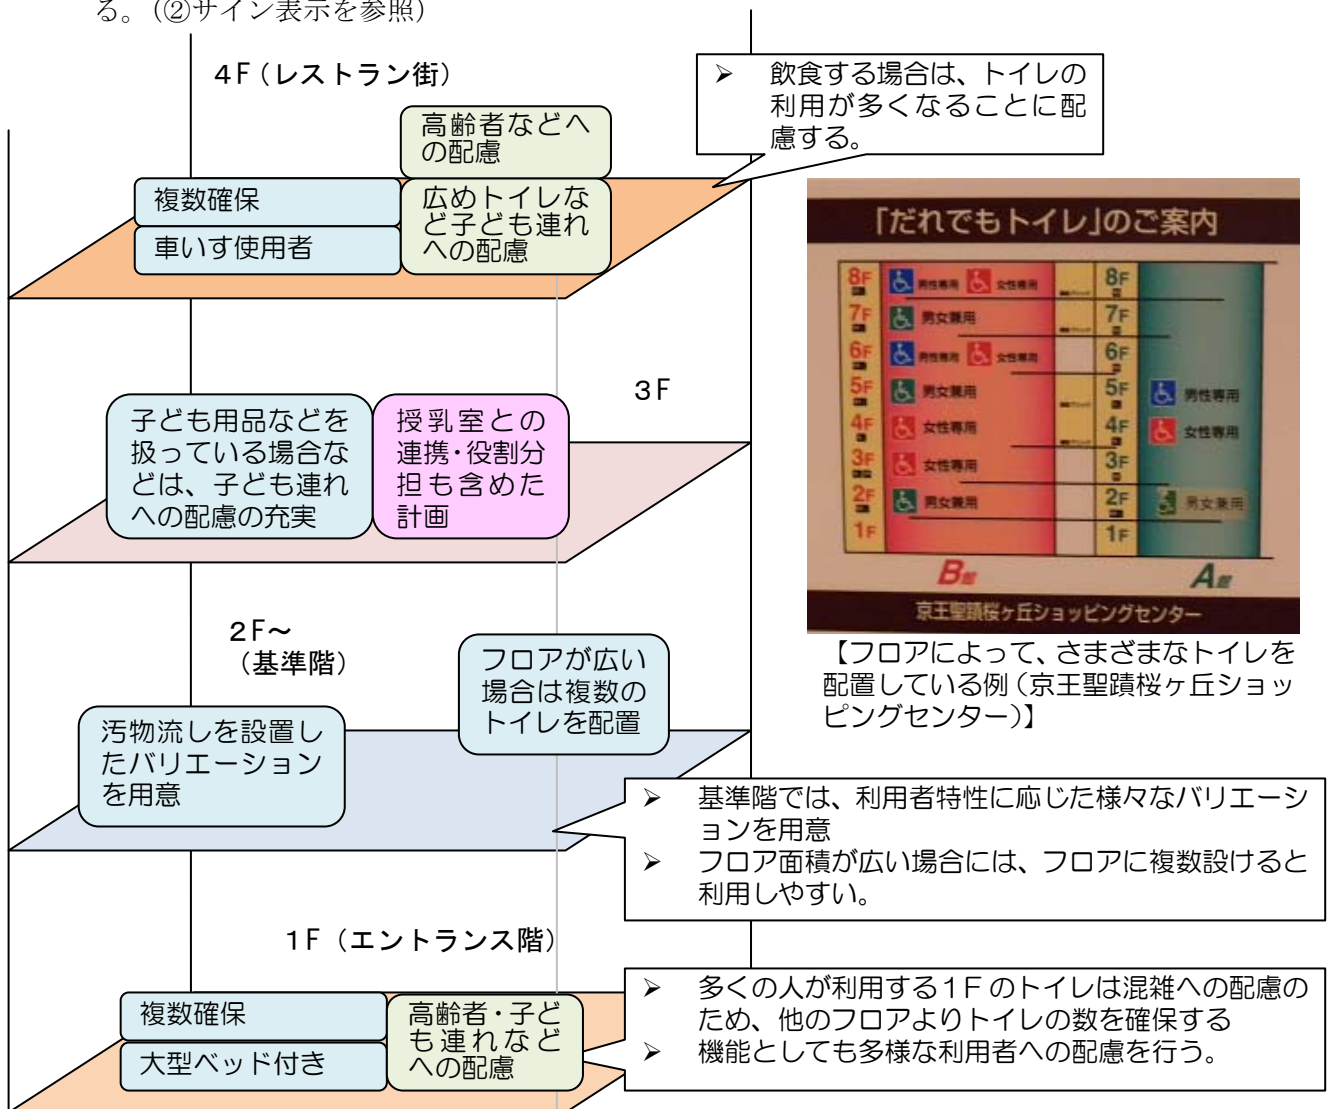 る。（②サイン表示を参照）
４F（レストラン街）
➢ 飲食する場合は、トイレの
利用が多くなることに配
慮する。
高齢者などへ
の配慮
複数確保
車いす使用者
広めトイレな
ど子ども連れ
への配慮
「だれでもトイレ」のご案内
8F 男性専用 女性専用 8F
7F 男女兼用 7F
6F 男性専用 女性専用 6F
5F 男女兼用 5F 男性専用
4F 女性専用 4F 女性専用
3F 女性専用 3F
2F 男女兼用 2F 男女兼用
1F 1F
B館 A館
京王聖蹟桜ヶ丘ショッピングセンター
【フロアによって、さまざまなトイレを
配置している例（京王聖蹟桜ヶ丘ショッ
ピングセンター）】
３F
子ども用品などを
扱っている場合な
どは、子ども連れ
への配慮の充実
授乳室との
連携・役割分
担も含めた
計画
２F～
（基準階）
フロアが広い
場合は複数の
トイレを配置
汚物流しを設置し
たバリエーション
を用意
➢ 基準階では、利用者特性に応じた様々なバリエーシ
ョンを用意
➢ フロア面積が広い場合には、フロアに複数設けると
利用しやすい。
１F（エントランス階）
複数確保
大型ベッド付き
高齢者・子ど
も連れなど
への配慮
➢ 多くの人が利用する１F のトイレは混雑への配慮の
ため、他のフロアよりトイレの数を確保する
➢ 機能としても多様な利用者への配慮を行う。